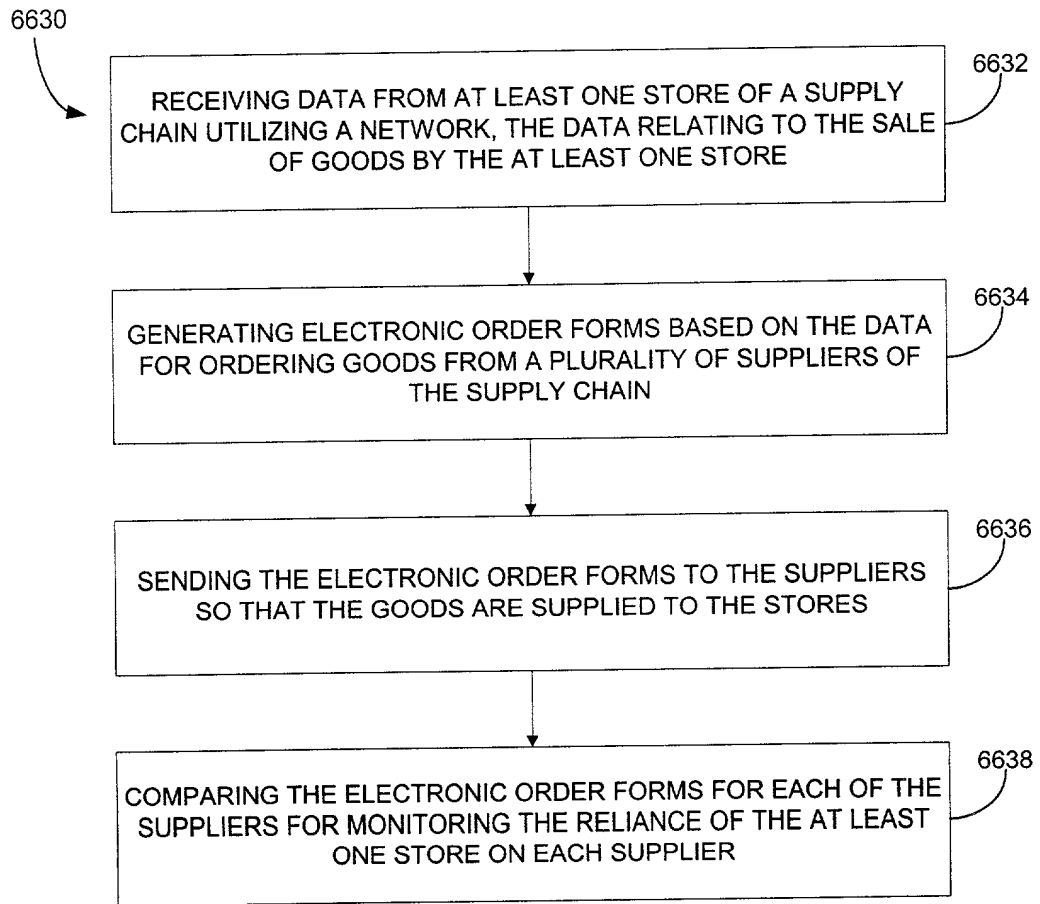 6630
6632
RECEIVING DATA FROM AT LEAST ONE STORE OF A SUPPLY
CHAIN UTILIZING A NETWORK, THE DATA RELATING TO THE SALE
OF GOODS BY THE AT LEAST ONE STORE
6634
GENERATING ELECTRONIC ORDER FORMS BASED ON THE DATA
FOR ORDERING GOODS FROM A PLURALITY OF SUPPLIERS OF
THE SUPPLY CHAIN
6636
SENDING THE ELECTRONIC ORDER FORMS TO THE SUPPLIERS
SO THAT THE GOODS ARE SUPPLIED TO THE STORES
6638
COMPARING THE ELECTRONIC ORDER FORMS FOR EACH OF THE
SUPPLIERS FOR MONITORING THE RELIANCE OF THE AT LEAST
ONE STORE ON EACH SUPPLIER